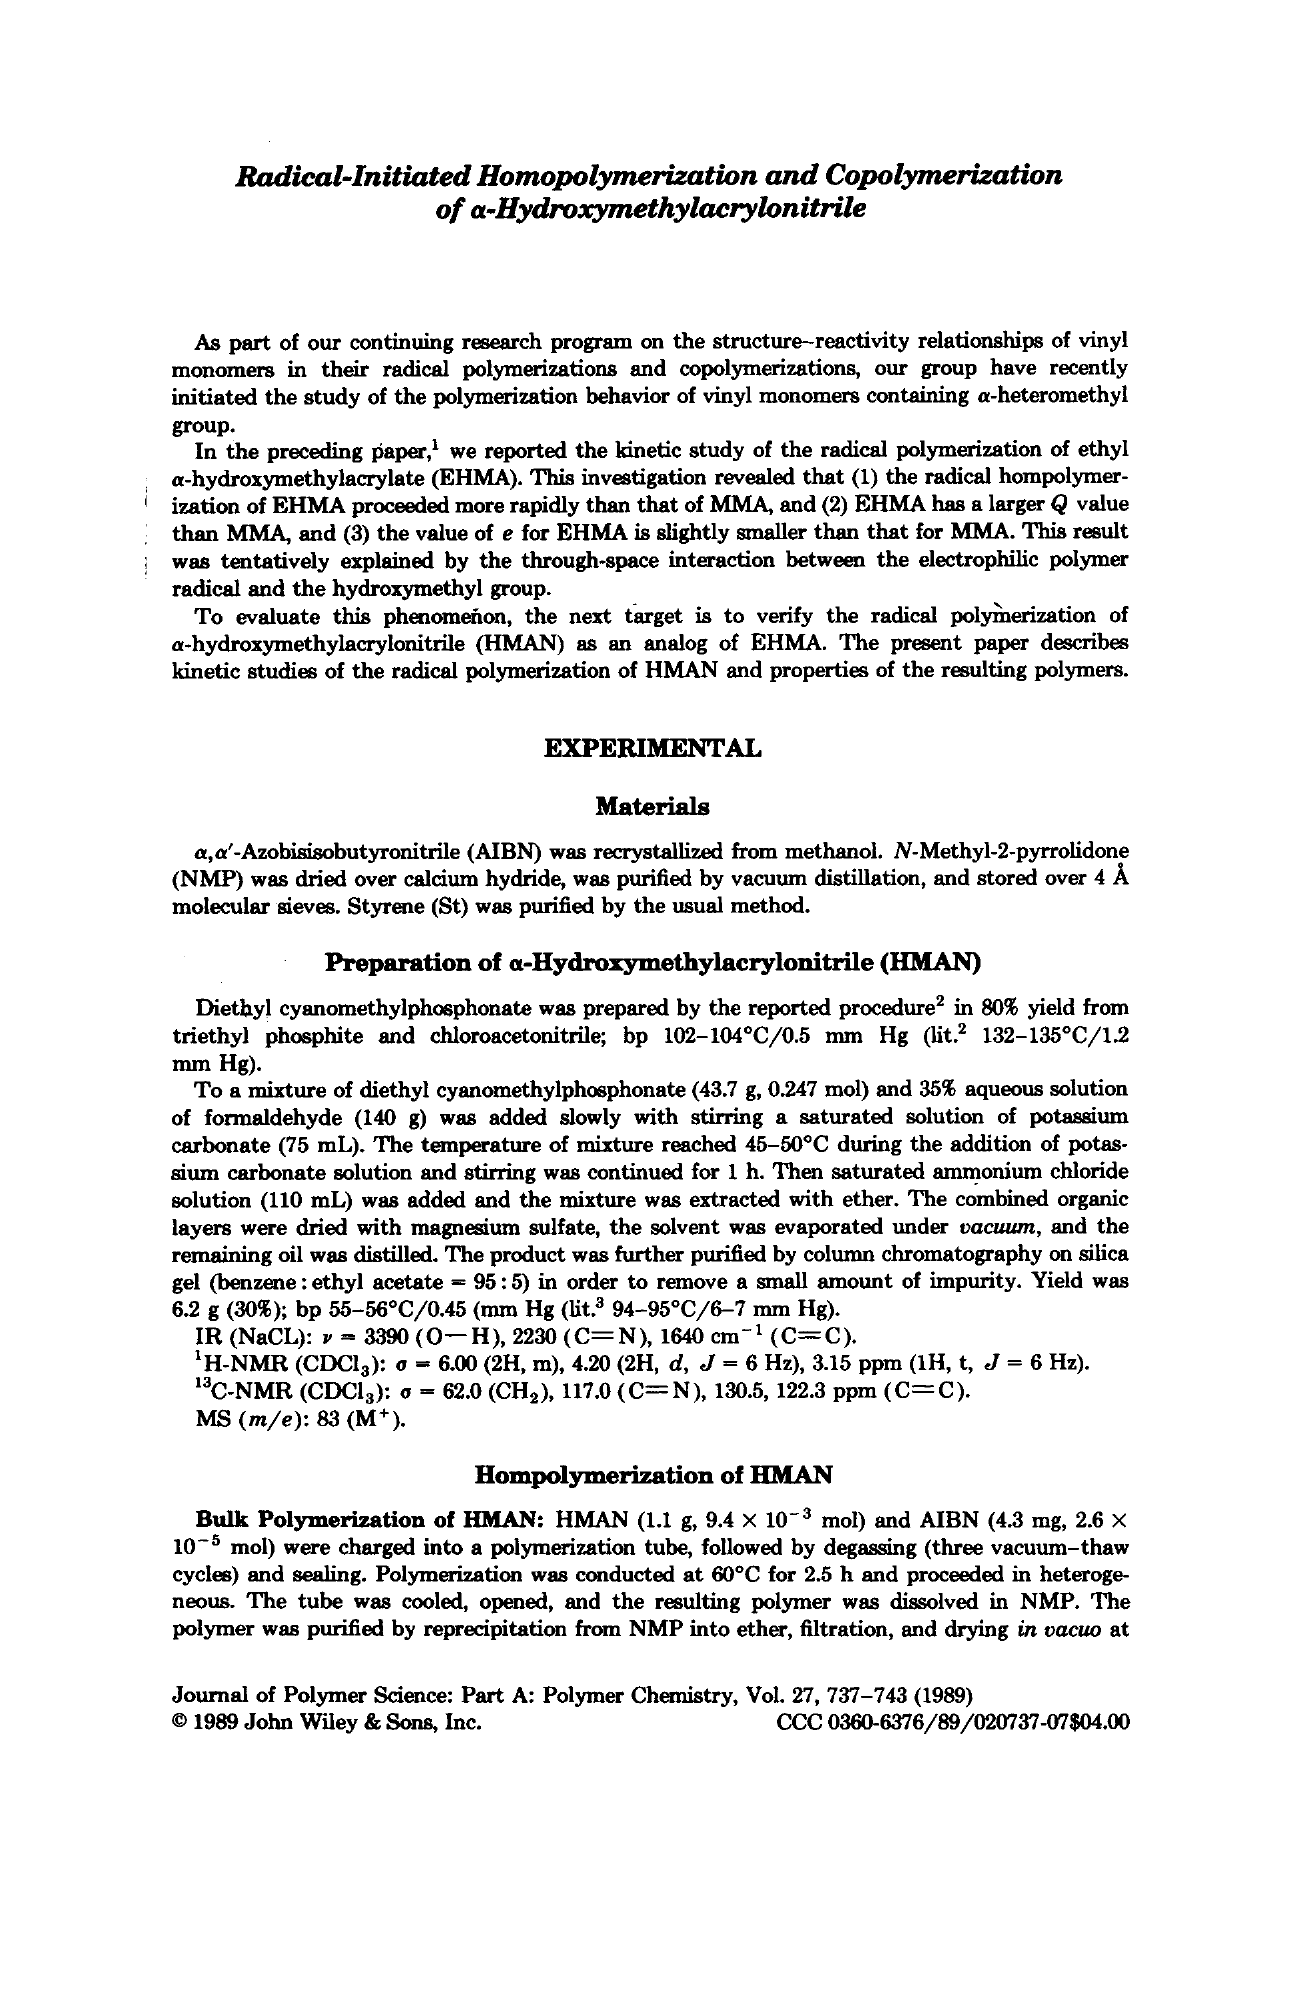 Radical-Initiated Homopolymerization and Copolymerization
of α-Hydroxymethylacrylonitrile
As part of our continuing research program on the structure–reactivity relationships of vinyl
monomers in their radical polymerizations and copolymerizations, our group have recently
initiated the study of the polymerization behavior of vinyl monomers containing α-heteromethyl
group.
In the preceding paper,¹ we reported the kinetic study of the radical polymerization of ethyl
α-hydroxymethylacrylate (EHMA). This investigation revealed that (1) the radical hompolymer-
ization of EHMA proceeded more rapidly than that of MMA, and (2) EHMA has a larger Q value
than MMA, and (3) the value of e for EHMA is slightly smaller than that for MMA. This result
was tentatively explained by the through-space interaction between the electrophilic polymer
radical and the hydroxymethyl group.
To evaluate this phenomenon, the next target is to verify the radical polymerization of
α-hydroxymethylacrylonitrile (HMAN) as an analog of EHMA. The present paper describes
kinetic studies of the radical polymerization of HMAN and properties of the resulting polymers.
EXPERIMENTAL
Materials
α,α′-Azobisisobutyronitrile (AIBN) was recrystallized from methanol. N-Methyl-2-pyrrolidone
(NMP) was dried over calcium hydride, was purified by vacuum distillation, and stored over 4 Å
molecular sieves. Styrene (St) was purified by the usual method.
Preparation of α-Hydroxymethylacrylonitrile (HMAN)
Diethyl cyanomethylphosphonate was prepared by the reported procedure² in 80% yield from
triethyl phosphite and chloroacetonitrile; bp 102–104°C/0.5 mm Hg (lit.² 132–135°C/1.2
mm Hg).
To a mixture of diethyl cyanomethylphosphonate (43.7 g, 0.247 mol) and 35% aqueous solution
of formaldehyde (140 g) was added slowly with stirring a saturated solution of potassium
carbonate (75 mL). The temperature of mixture reached 45–50°C during the addition of potas-
sium carbonate solution and stirring was continued for 1 h. Then saturated ammonium chloride
solution (110 mL) was added and the mixture was extracted with ether. The combined organic
layers were dried with magnesium sulfate, the solvent was evaporated under vacuum, and the
remaining oil was distilled. The product was further purified by column chromatography on silica
gel (benzene : ethyl acetate = 95 : 5) in order to remove a small amount of impurity. Yield was
6.2 g (30%); bp 55–56°C/0.45 (mm Hg (lit.³ 94–95°C/6–7 mm Hg).
IR (NaCL): ν = 3390 (O—H), 2230 (C=N), 1640 cm⁻¹ (C=C).
¹H-NMR (CDCl₃): σ = 6.00 (2H, m), 4.20 (2H, d, J = 6 Hz), 3.15 ppm (1H, t, J = 6 Hz).
¹³C-NMR (CDCl₃): σ = 62.0 (CH₂), 117.0 (C=N), 130.5, 122.3 ppm (C=C).
MS (m/e): 83 (M⁺).
Hompolymerization of HMAN
Bulk Polymerization of HMAN: HMAN (1.1 g, 9.4 × 10⁻³ mol) and AIBN (4.3 mg, 2.6 ×
10⁻⁵ mol) were charged into a polymerization tube, followed by degassing (three vacuum–thaw
cycles) and sealing. Polymerization was conducted at 60°C for 2.5 h and proceeded in heteroge-
neous. The tube was cooled, opened, and the resulting polymer was dissolved in NMP. The
polymer was purified by reprecipitation from NMP into ether, filtration, and drying in vacuo at
Journal of Polymer Science: Part A: Polymer Chemistry, Vol. 27, 737–743 (1989)
© 1989 John Wiley & Sons, Inc. CCC 0360-6376/89/020737-07$04.00